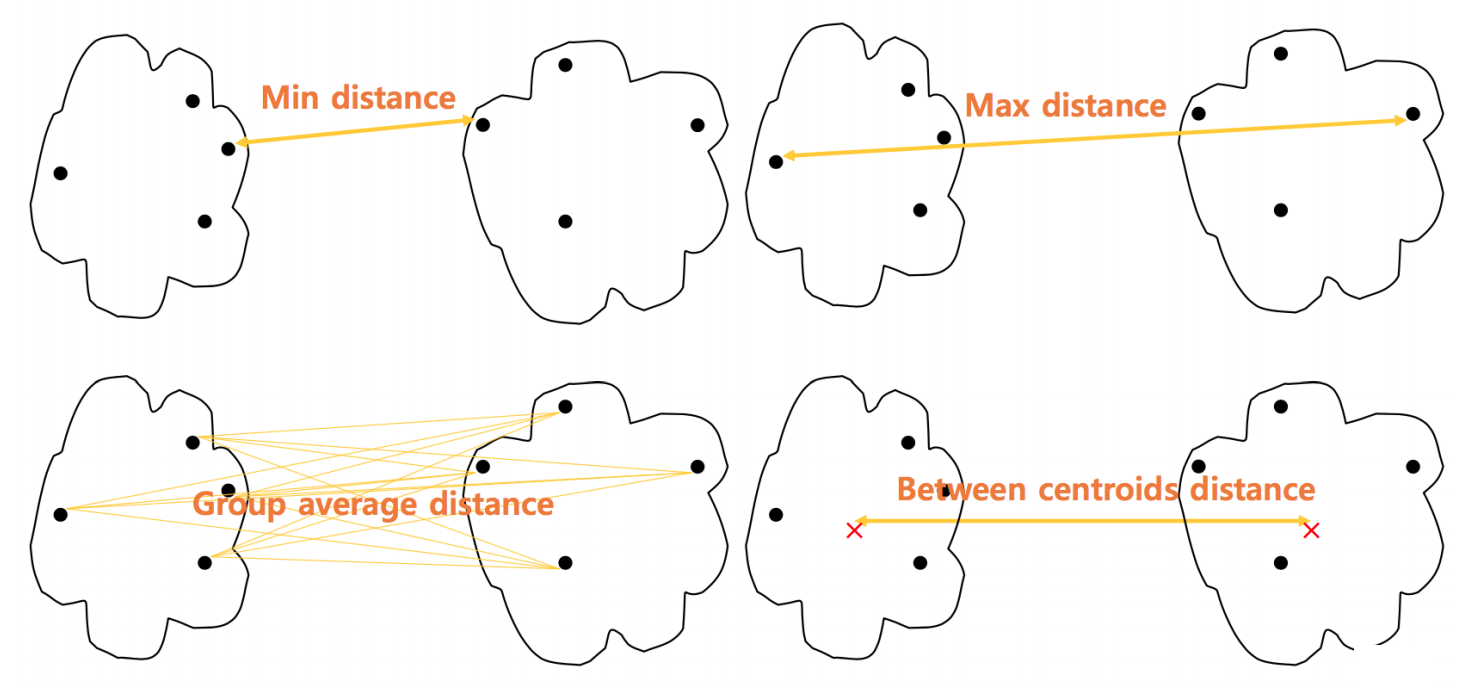 Min distance
Max distance
Group average distance
Between centroids distance